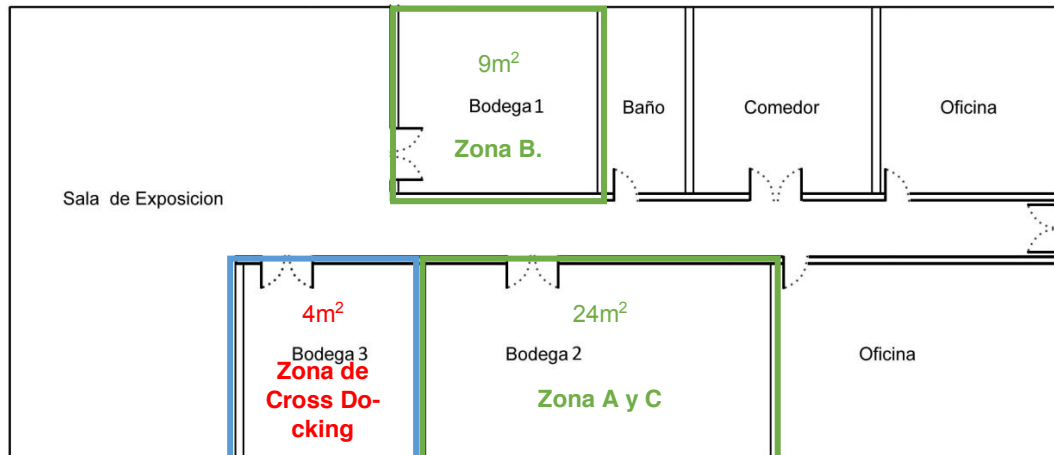 9m²
Bodega 1
Zona B.
Baño
Comedor
Oficina
Sala de Exposicion
4m²
Bodega 3
Zona de
Cross Do-
cking
24m²
Bodega 2
Zona A y C
Oficina